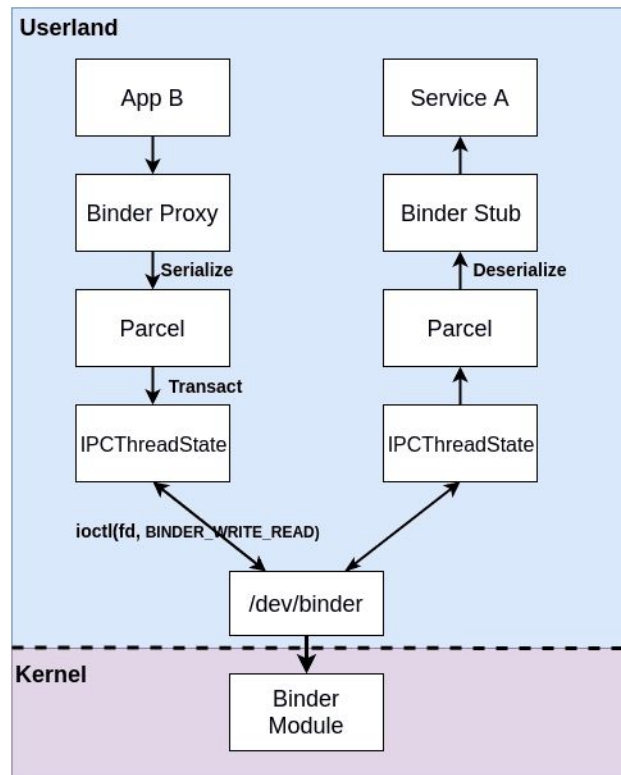 Userland
App B
Service A
Binder Proxy
Binder Stub
Serialize
Deserialize
Parcel
Parcel
Transact
IPCThreadState
IPCThreadState
ioctl(fd, BINDER_WRITE_READ)
/dev/binder
Kernel
Binder
Module